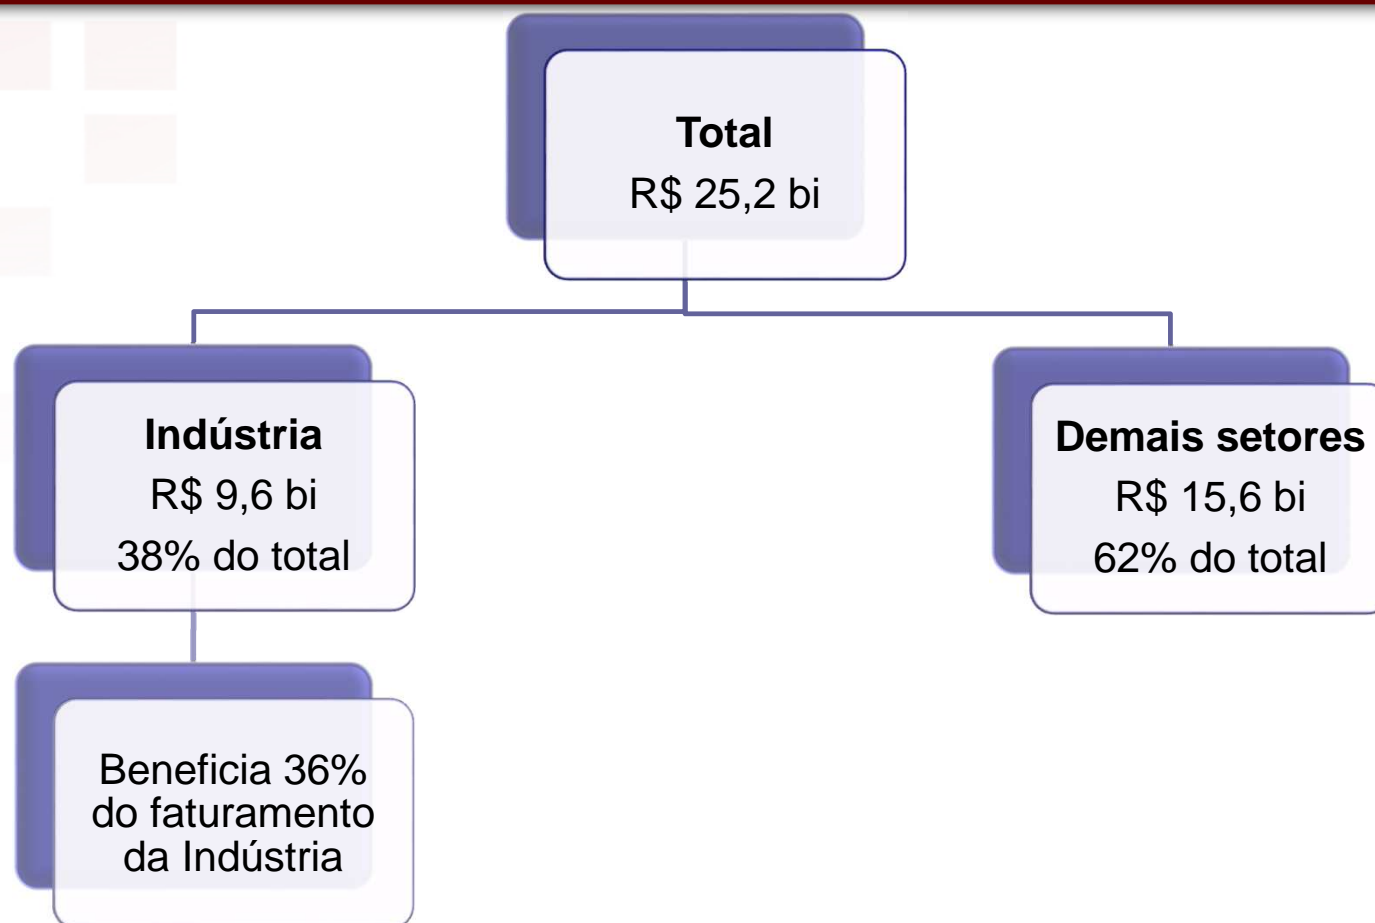 Total
R$ 25,2 bi
Indústria
R$ 9,6 bi
38% do total
Demais setores
R$ 15,6 bi
62% do total
Beneficia 36%
do faturamento
da Indústria